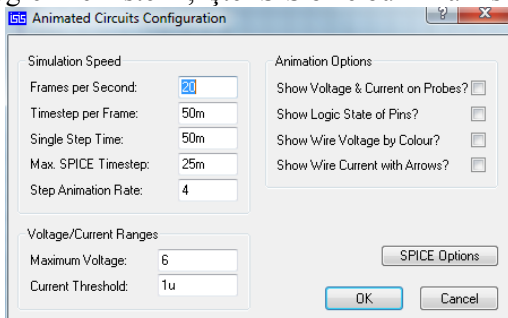 ISIS Animated Circuits Configuration
?
X
Simulation Speed
Frames per Second: 20
Timestep per Frame: 50m
Single Step Time: 50m
Max. SPICE Timestep: 25m
Step Animation Rate: 4
Animation Options
Show Voltage & Current on Probes?
Show Logic State of Pins?
Show Wire Voltage by Colour?
Show Wire Current with Arrows?
Voltage/Current Ranges
Maximum Voltage: 6
Current Threshold: 1u
SPICE Options
OK
Cancel